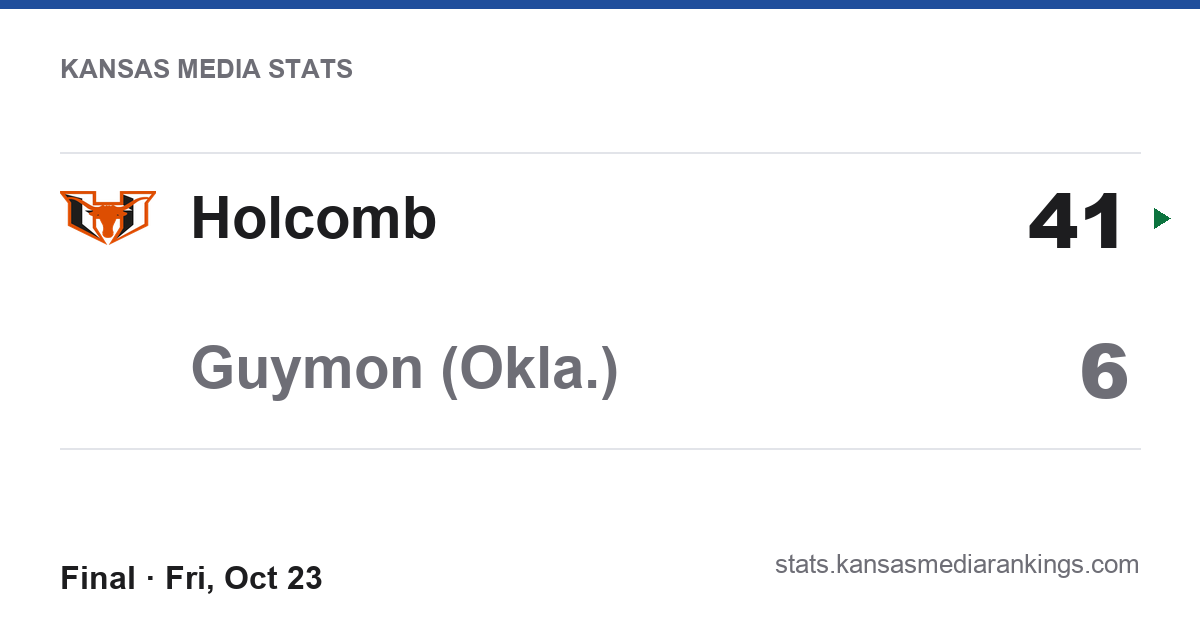 KANSAS MEDIA STATS
Holcomb 41
Guymon (Okla.) 6
Final · Fri, Oct 23
stats.kansasmediarankings.com